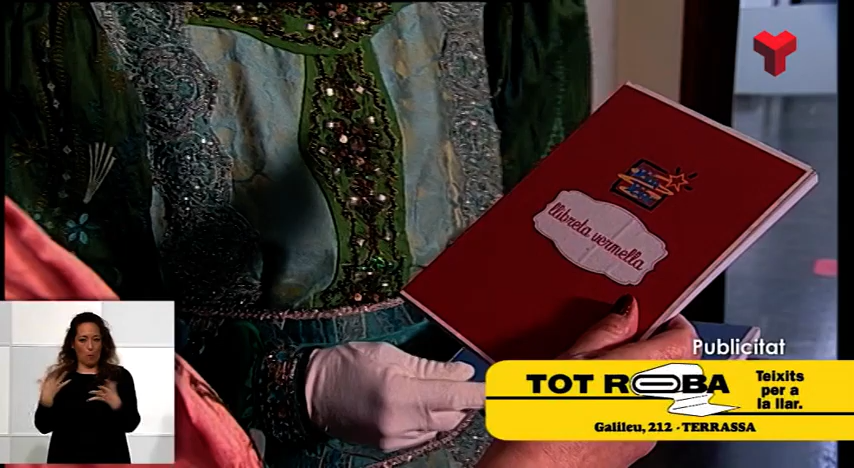 llibreta vermella
Publicitat
TOT ROBA
Teixits
per a
la llar.
Galileu, 212 - TERRASSA